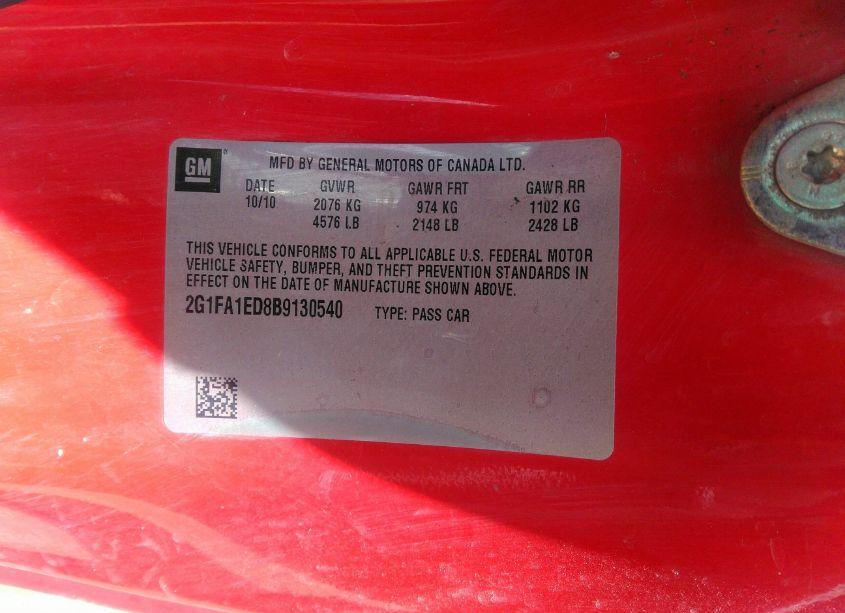 GM
MFD BY GENERAL MOTORS OF CANADA LTD.
DATE GVWR GAWR FRT GAWR RR
10/10 2076 KG 974 KG 1102 KG
4576 LB 2148 LB 2428 LB
THIS VEHICLE CONFORMS TO ALL APPLICABLE U.S. FEDERAL MOTOR
VEHICLE SAFETY, BUMPER, AND THEFT PREVENTION STANDARDS IN
EFFECT ON THE DATE OF MANUFACTURE SHOWN ABOVE.
2G1FA1ED8B9130540 TYPE: PASS CAR